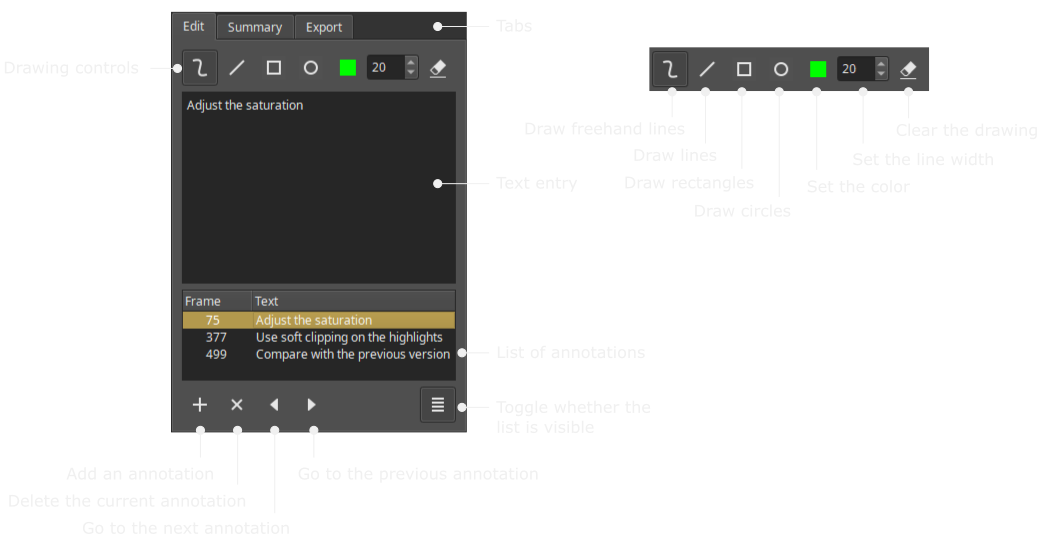 Edit Summary Export
Tabs
Drawing controls
20
Adjust the saturation
Text entry
Frame Text
75 Adjust the saturation
377 Use soft clipping on the highlights
499 Compare with the previous version
List of annotations
Toggle whether the
list is visible
Add an annotation
Go to the previous annotation
Delete the current annotation
Go to the next annotation
20
Draw freehand lines
Clear the drawing
Draw lines
Set the line width
Draw rectangles
Set the color
Draw circles